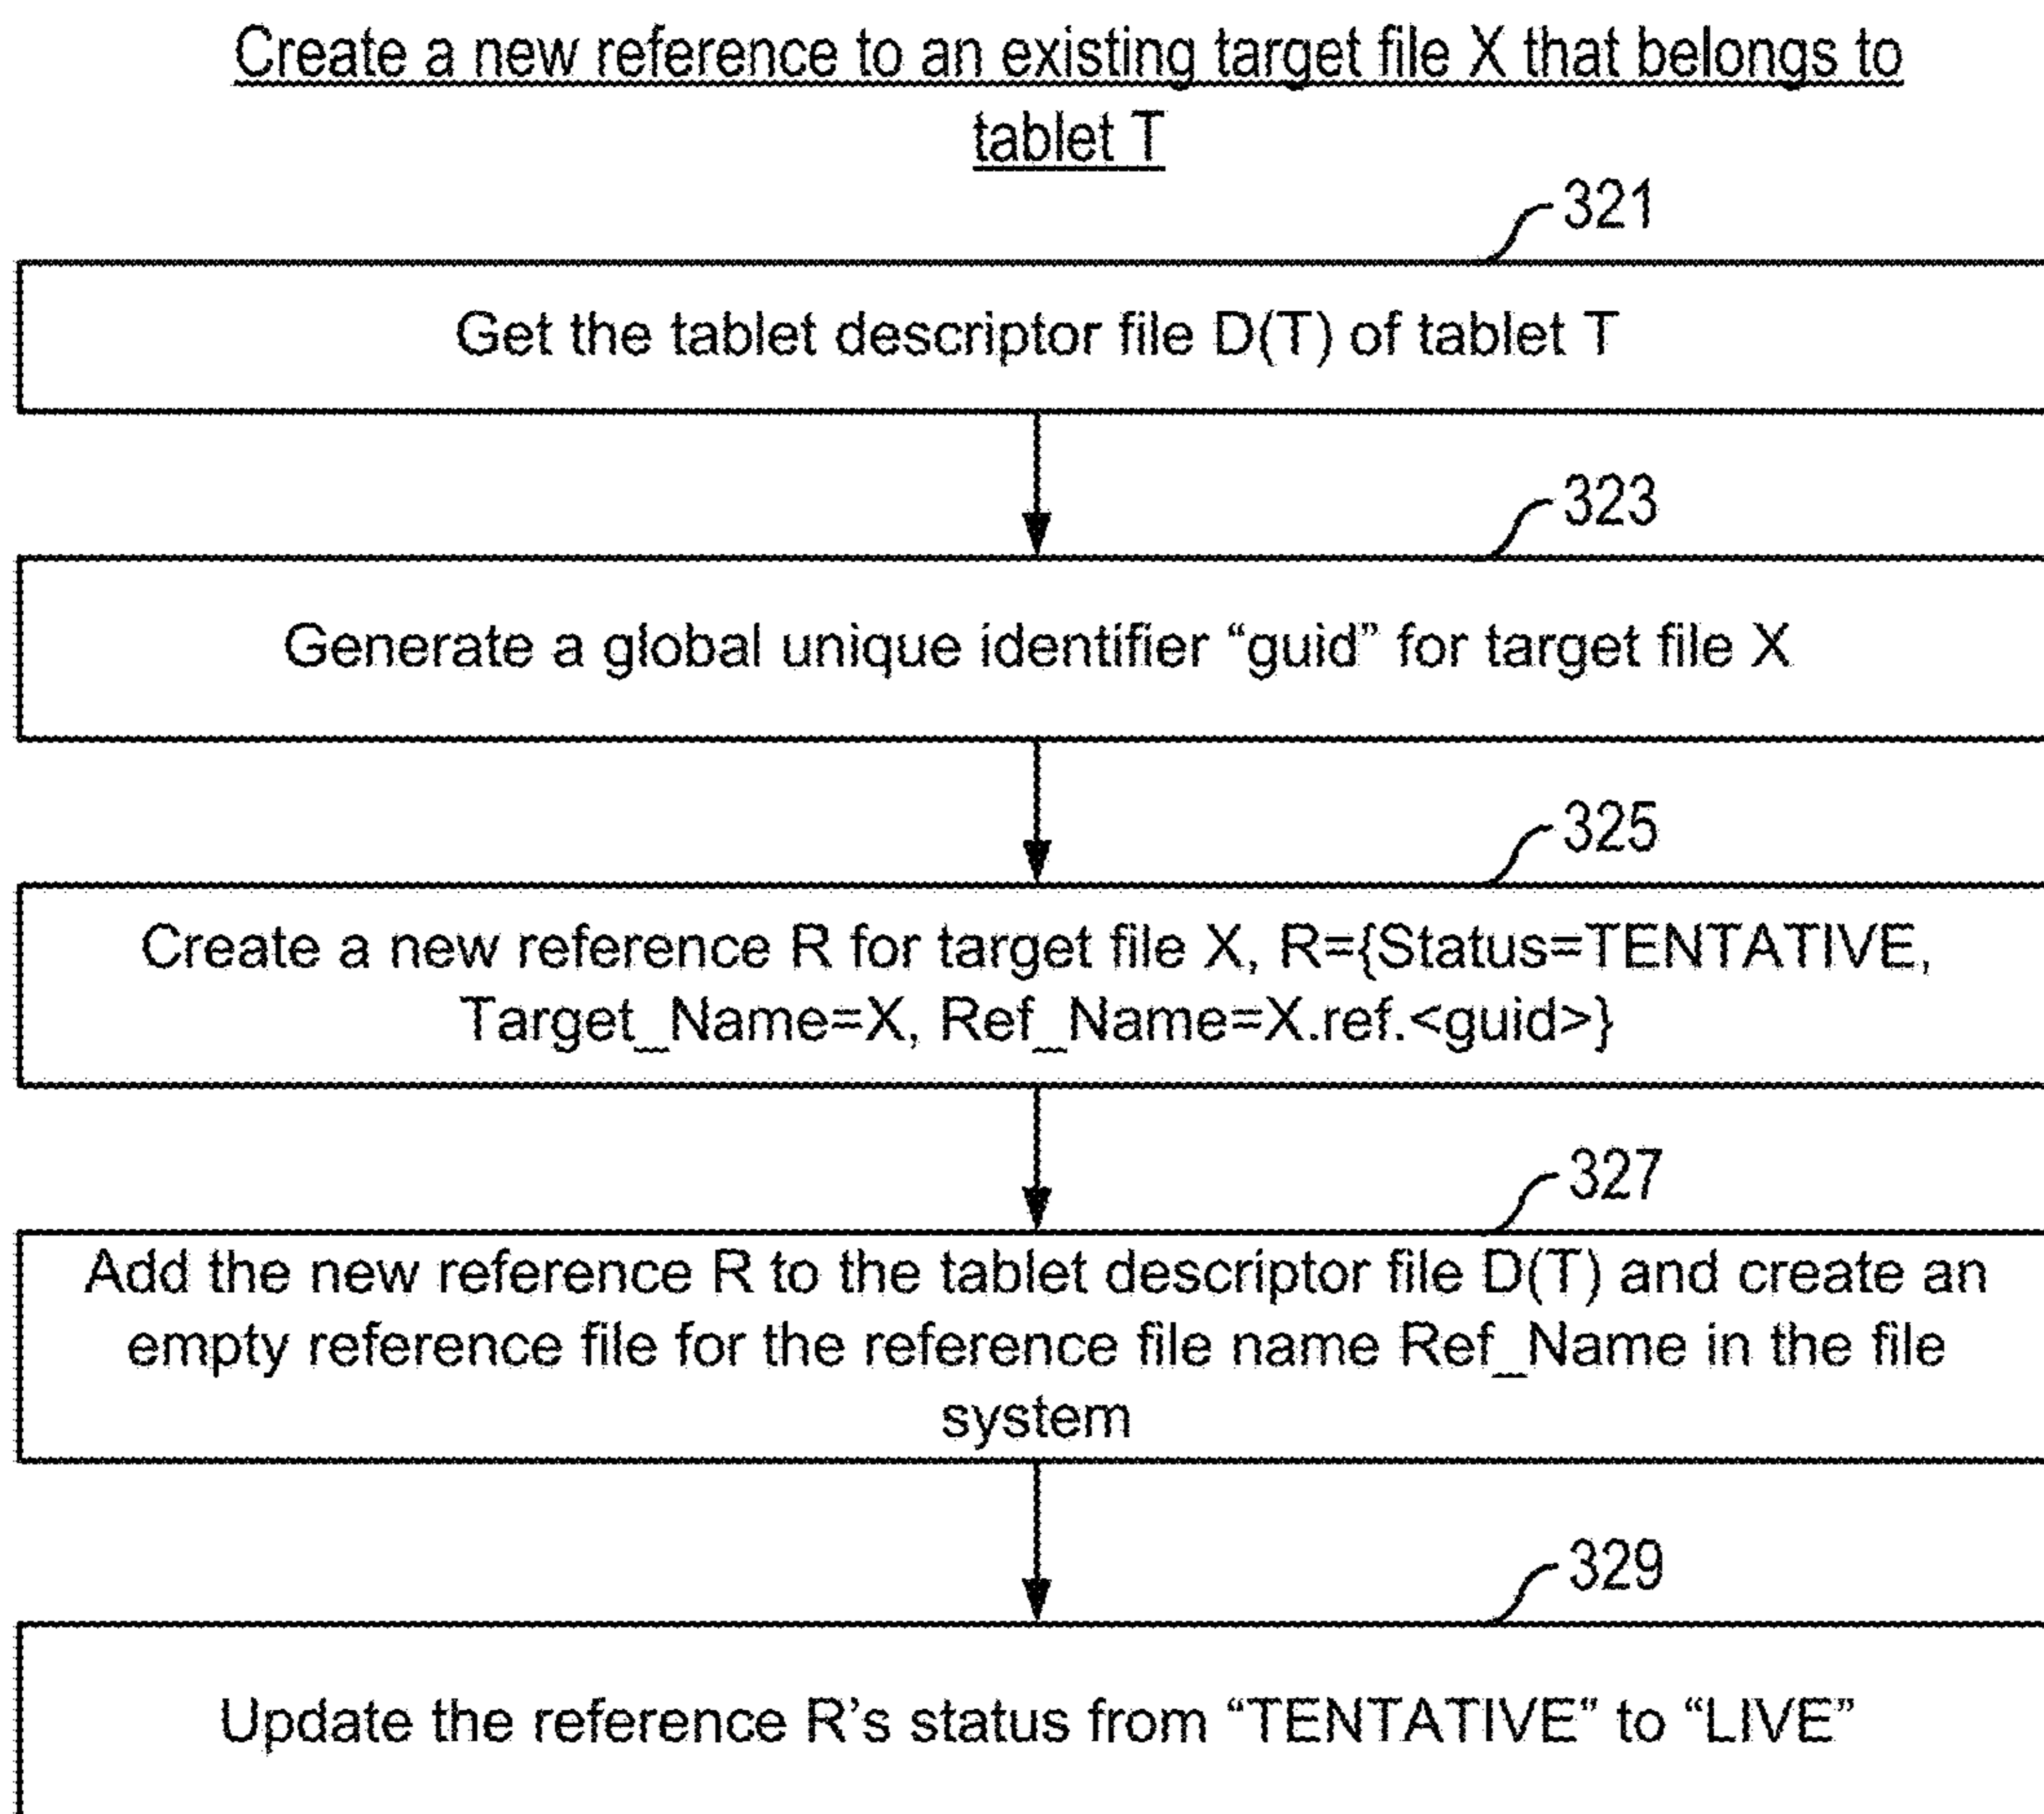 Create a new reference to an existing target file X that belongs to
tablet T
321
Get the tablet descriptor file D(T) of tablet T
323
Generate a global unique identifier “guid” for target file X
325
Create a new reference R for target file X, R={Status=TENTATIVE,
Target_Name=X, Ref_Name=X.ref.<guid>}
327
Add the new reference R to the tablet descriptor file D(T) and create an
empty reference file for the reference file name Ref_Name in the file
system
329
Update the reference R’s status from “TENTATIVE” to “LIVE”